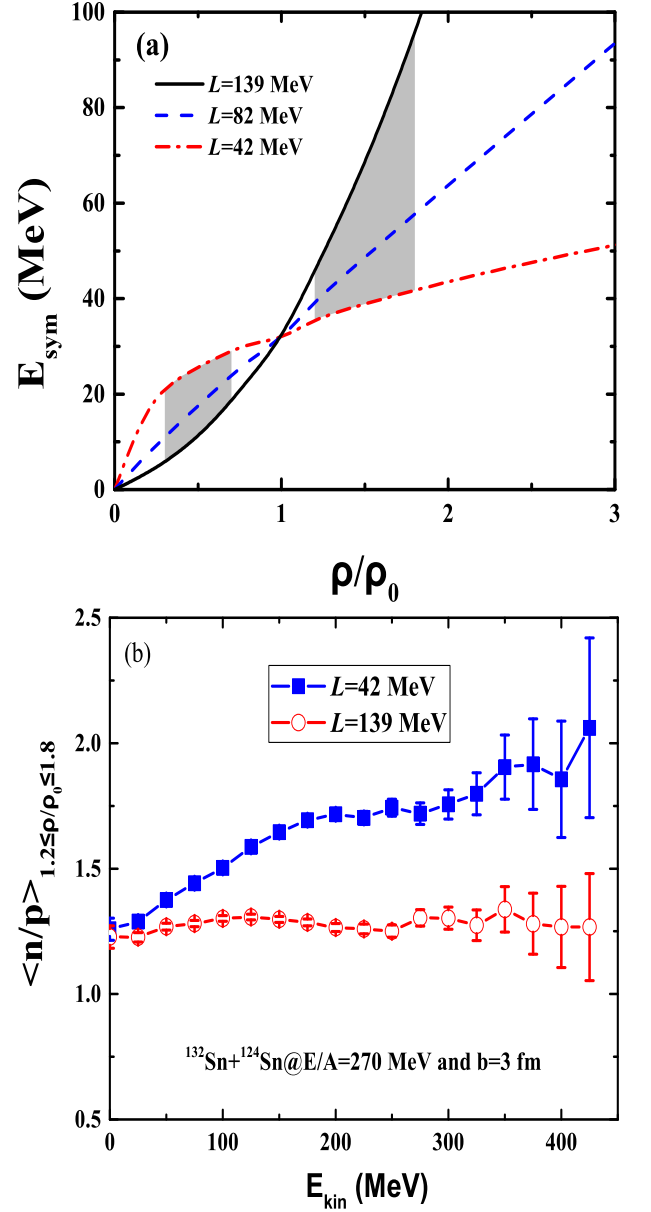 (a)
L=139 MeV
L=82 MeV
L=42 MeV
E_sym (MeV)
100
80
60
40
20
0
0 1 2 3
ρ/ρ₀
(b)
L=42 MeV
L=139 MeV
<n/p>₁.₂≤ρ/ρ₀≤₁.₈
2.5
2.0
1.5
1.0
0.5
¹³²Sn+¹²⁴Sn@E/A=270 MeV and b=3 fm
0 100 200 300 400
E_kin (MeV)